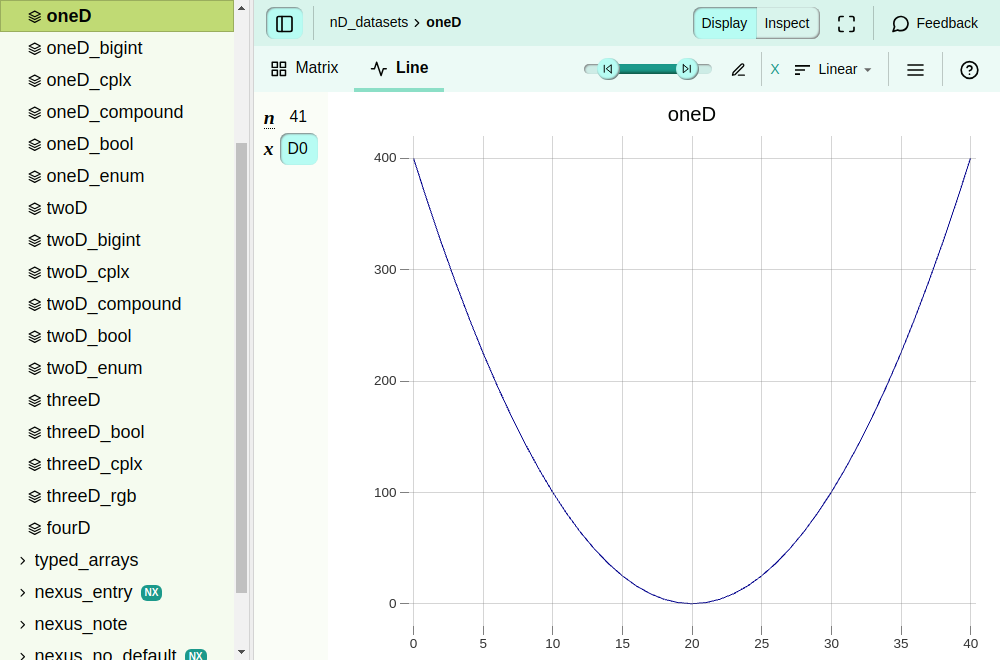 oneD
oneD_bigint
oneD_cplx
oneD_compound
oneD_bool
oneD_enum
twoD
twoD_bigint
twoD_cplx
twoD_compound
twoD_bool
twoD_enum
threeD
threeD_bool
threeD_cplx
threeD_rgb
fourD
typed_arrays
nexus_entry NX
nexus_note
nexus_no_default NX
nD_datasets › oneD
Display Inspect
Feedback
Matrix Line
X Linear
n 41
x D0
oneD
400
300
200
100
0
0 5 10 15 20 25 30 35 40